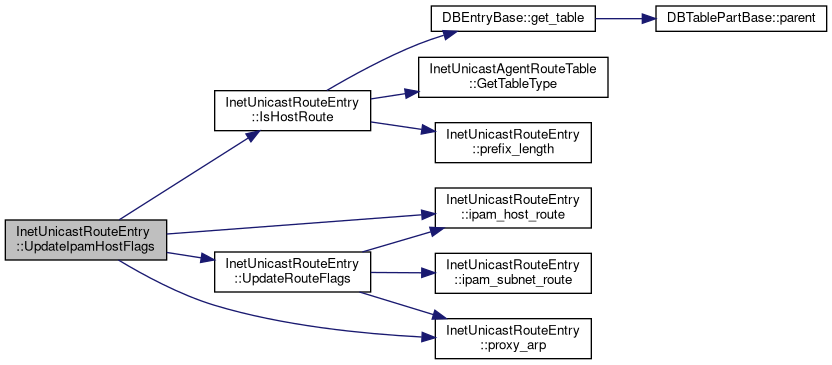 InetUnicastRouteEntry
::UpdateIpamHostFlags
InetUnicastRouteEntry
::IsHostRoute
DBEntryBase::get_table
DBTablePartBase::parent
InetUnicastAgentRouteTable
::GetTableType
InetUnicastRouteEntry
::prefix_length
InetUnicastRouteEntry
::ipam_host_route
InetUnicastRouteEntry
::UpdateRouteFlags
InetUnicastRouteEntry
::ipam_subnet_route
InetUnicastRouteEntry
::proxy_arp